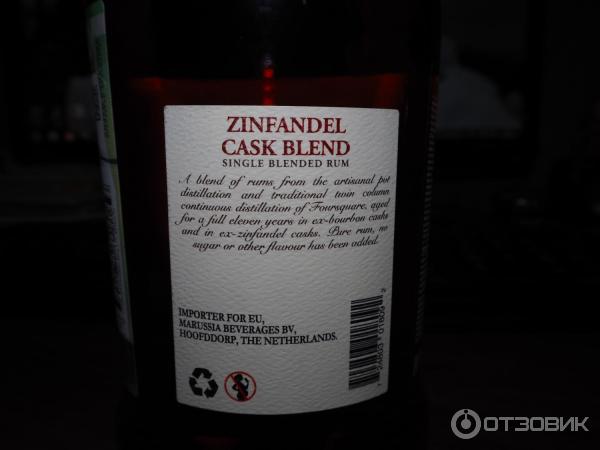 ZINFANDEL
CASK BLEND
SINGLE BLENDED RUM
A blend of rums from the artisanal pot
distillation and traditional twin column
continuous distillation of Foursquare, aged
for a full eleven years in ex-bourbon casks
and in ex-zinfandel casks. Pure rum, no
sugar or other flavour has been added.
IMPORTER FOR EU,
MARUSSIA BEVERAGES BV,
HOOFDDORP, THE NETHERLANDS.
ОТЗОВИК